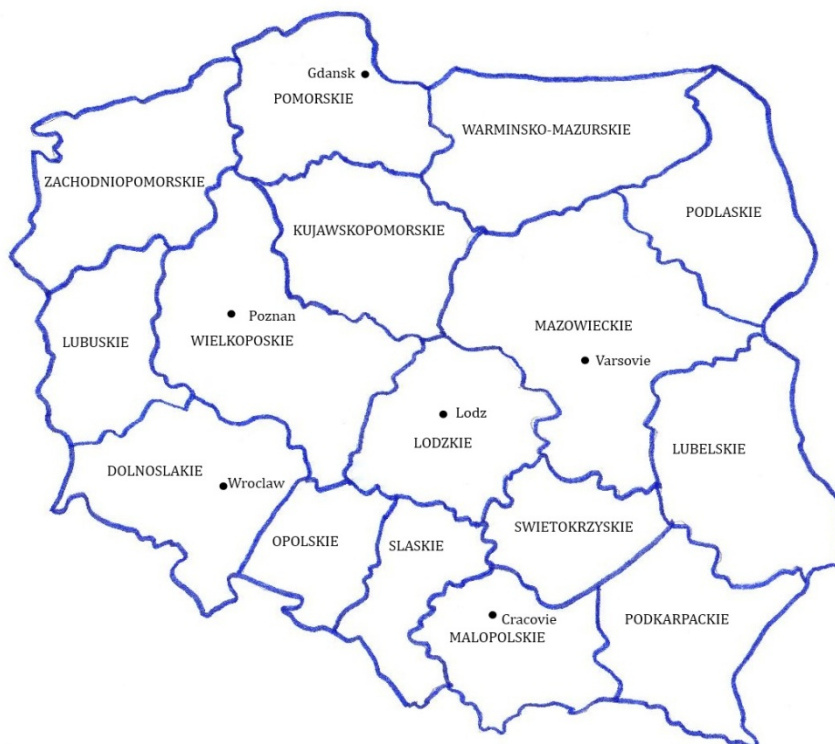 Gdansk
POMORSKIE
WARMINSKO-MAZURSKIE
ZACHODNIOPOMORSKIE
PODLASKIE
KUJAWSKOPOMORSKIE
Poznan
WIELKOPOSKIE
MAZOWIECKIE
LUBUSKIE
Varsovie
Lodz
LODZKIE
LUBELSKIE
DOLNOSLAKIE
Wroclaw
SWIETOKRZYSKIE
OPOLSKIE
SLASKIE
Cracovie
MALOPOLSKIE
PODKARPACKIE